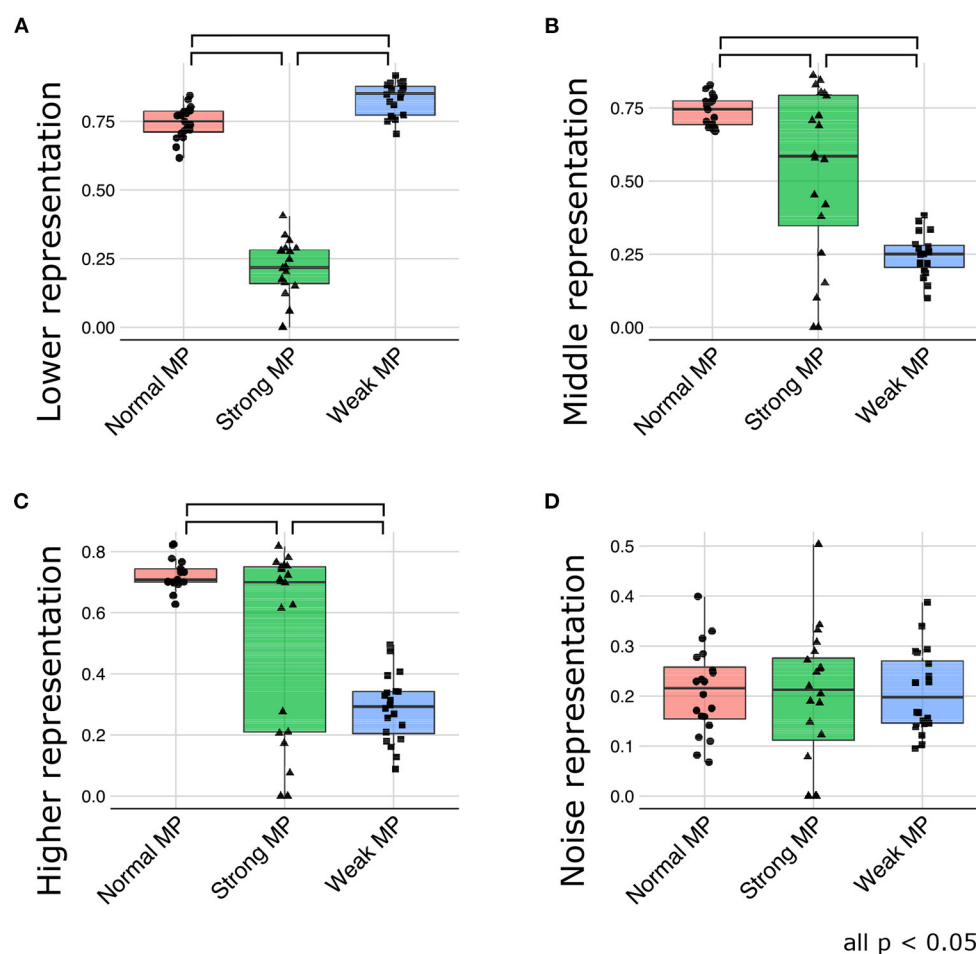 A
Lower representation
0.75
0.50
0.25
0.00
Normal MP
Strong MP
Weak MP
B
Middle representation
0.75
0.50
0.25
0.00
Normal MP
Strong MP
Weak MP
C
Higher representation
0.8
0.6
0.4
0.2
0.0
Normal MP
Strong MP
Weak MP
D
Noise representation
0.5
0.4
0.3
0.2
0.1
0.0
Normal MP
Strong MP
Weak MP
all p < 0.05